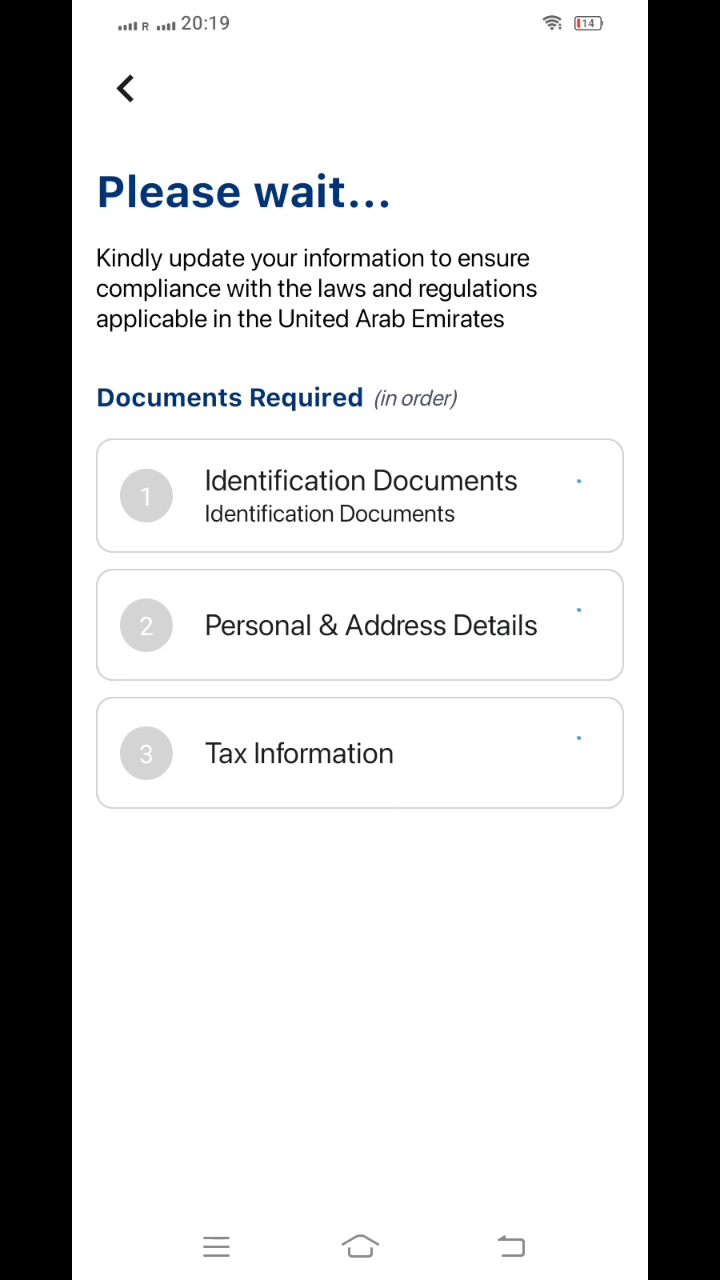 R 20:19 14
Please wait...
Kindly update your information to ensure
compliance with the laws and regulations
applicable in the United Arab Emirates
Documents Required (in order)
1 Identification Documents
Identification Documents
2 Personal & Address Details
3 Tax Information